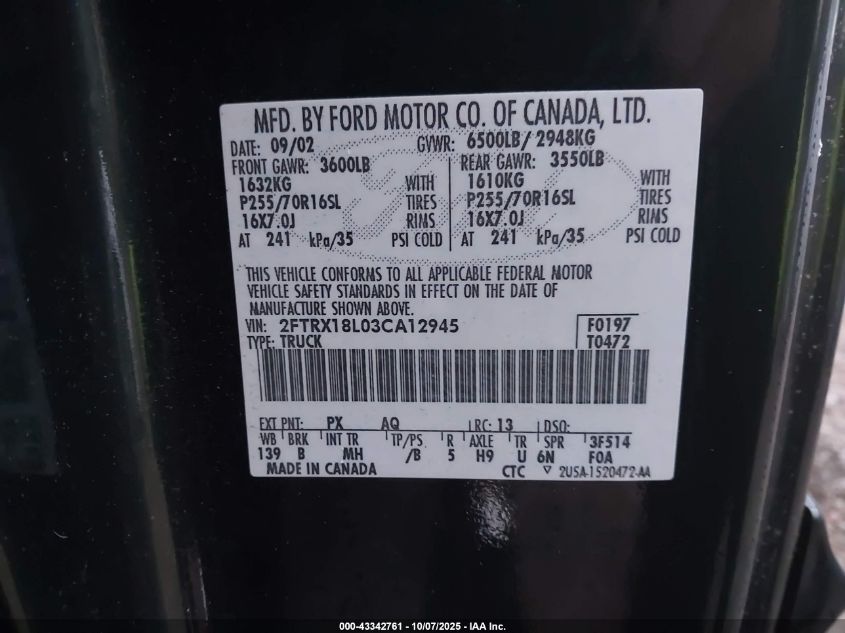 MFD. BY FORD MOTOR CO. OF CANADA, LTD.
DATE: 09/02 GVWR: 6500LB/ 2948KG
FRONT GAWR: 3600LB REAR GAWR: 3550LB
1632KG WITH 1610KG WITH
P255/70R16SL TIRES P255/70R16SL TIRES
16X7.0J RIMS 16X7.0J RIMS
AT 241 kPa/35 PSI COLD AT 241 kPa/35 PSI COLD
THIS VEHICLE CONFORMS TO ALL APPLICABLE FEDERAL MOTOR
VEHICLE SAFETY STANDARDS IN EFFECT ON THE DATE OF
MANUFACTURE SHOWN ABOVE.
VIN: 2FTRX18L03CA12945 F0197
TYPE: TRUCK T0472
EXT PNT: PX AQ RC: 13 DSO:
WB BRK INT TR TP/PS R AXLE TR SPR 3F514
139 B MH /B 5 H9 U 6N F0A
MADE IN CANADA CTC 2U5A-1520472-AA
000-43342761 - 10/07/2025 - IAA Inc.